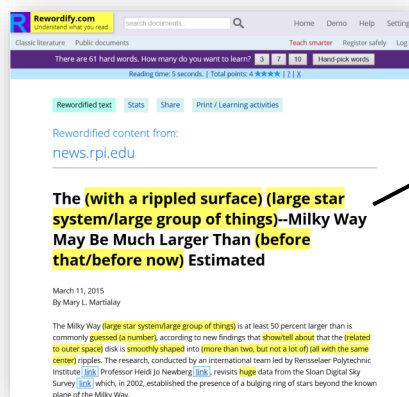 Rewordify.com
Understand what you read.
search documents...
Home Demo Help Setting
Classic literature Public documents
Teach smarter Register safely Log
There are 61 hard words. How many do you want to learn? 3 7 10 Hand-pick words
Reading time: 5 seconds. | Total points: 4 ★★★★ | ? | X
Rewordified text Stats Share Print / Learning activities
Rewordified content from:
news.rpi.edu
The (with a rippled surface) (large star
system/large group of things)--Milky Way
May Be Much Larger Than (before
that/before now) Estimated
March 11, 2015
By Mary L. Martialay
The Milky Way (large star system/large group of things) is at least 50 percent larger than is
commonly guessed (a number), according to new findings that show/tell about that the (related
to outer space) disk is smoothly shaped into (more than two, but not a lot of) (all with the same
center) ripples. The research, conducted by an international team led by Rensselaer Polytechnic
Institute link Professor Heidi Jo Newberg link , revisits huge data from the Sloan Digital Sky
Survey link which, in 2002, established the presence of a bulging ring of stars beyond the known
plane of the Milky Way.